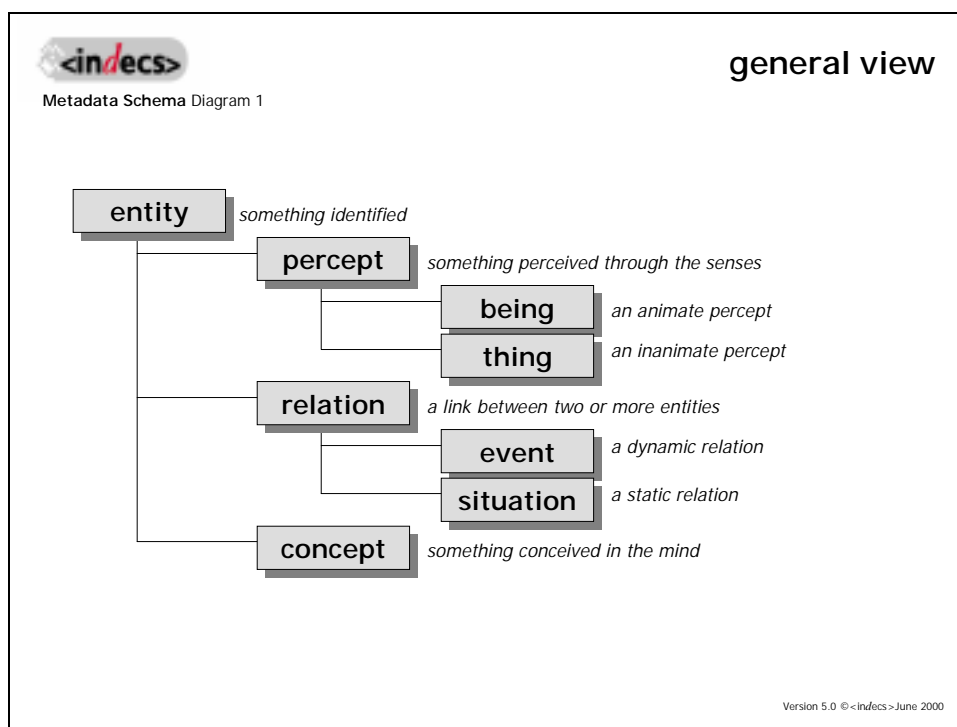 <indecs>
general view
Metadata Schema Diagram 1
entity
something identified
percept
something perceived through the senses
being
an animate percept
thing
an inanimate percept
relation
a link between two or more entities
event
a dynamic relation
situation
a static relation
concept
something conceived in the mind
Version 5.0 ©<indecs>June 2000